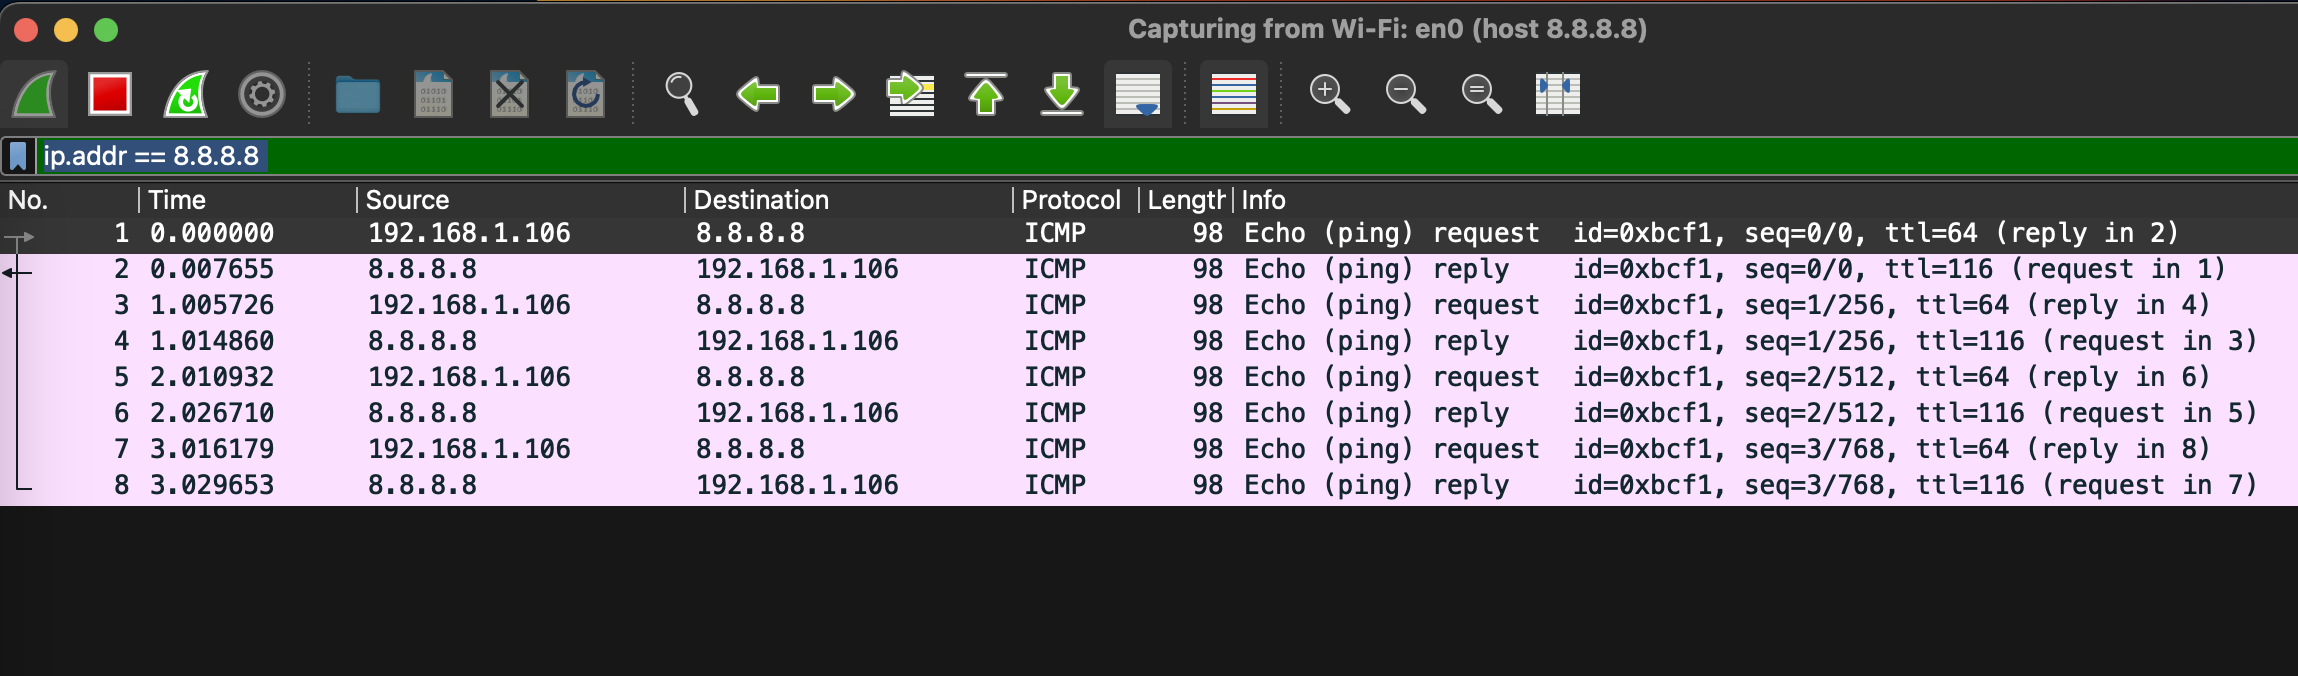 Capturing from Wi-Fi: en0 (host 8.8.8.8)
ip.addr == 8.8.8.8
No. Time Source Destination Protocol Length Info
1 0.000000 192.168.1.106 8.8.8.8 ICMP 98 Echo (ping) request id=0xbcf1, seq=0/0, ttl=64 (reply in 2)
2 0.007655 8.8.8.8 192.168.1.106 ICMP 98 Echo (ping) reply id=0xbcf1, seq=0/0, ttl=116 (request in 1)
3 1.005726 192.168.1.106 8.8.8.8 ICMP 98 Echo (ping) request id=0xbcf1, seq=1/256, ttl=64 (reply in 4)
4 1.014860 8.8.8.8 192.168.1.106 ICMP 98 Echo (ping) reply id=0xbcf1, seq=1/256, ttl=116 (request in 3)
5 2.010932 192.168.1.106 8.8.8.8 ICMP 98 Echo (ping) request id=0xbcf1, seq=2/512, ttl=64 (reply in 6)
6 2.026710 8.8.8.8 192.168.1.106 ICMP 98 Echo (ping) reply id=0xbcf1, seq=2/512, ttl=116 (request in 5)
7 3.016179 192.168.1.106 8.8.8.8 ICMP 98 Echo (ping) request id=0xbcf1, seq=3/768, ttl=64 (reply in 8)
8 3.029653 8.8.8.8 192.168.1.106 ICMP 98 Echo (ping) reply id=0xbcf1, seq=3/768, ttl=116 (request in 7)